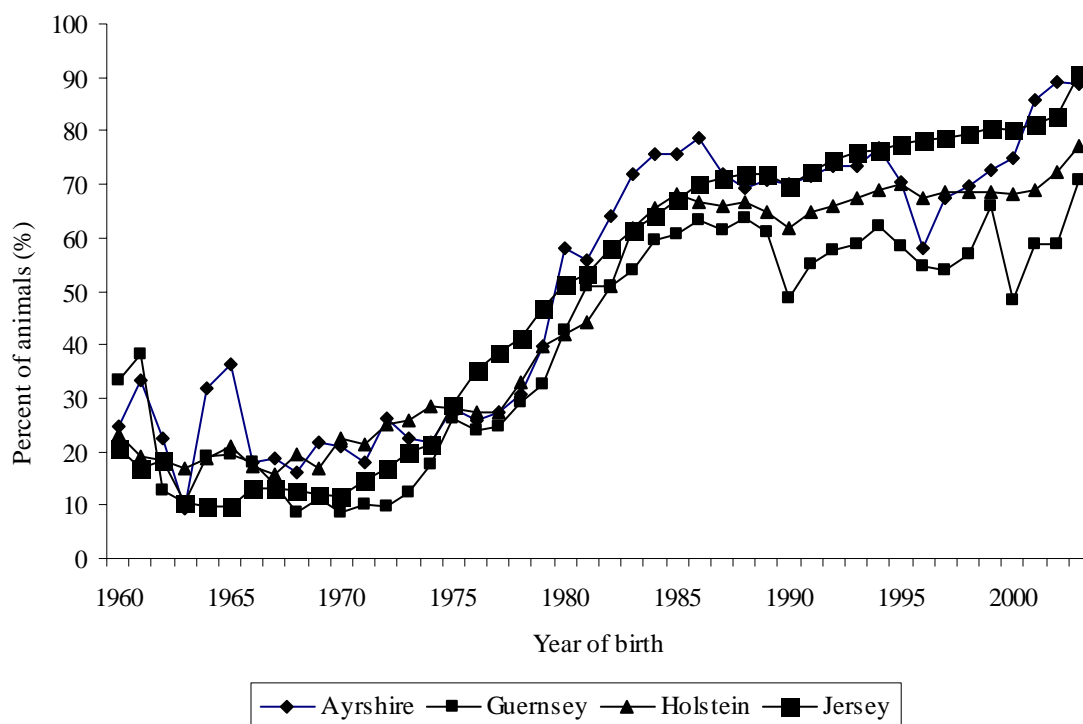 Percent of animals (%)
100
90
80
70
60
50
40
30
20
10
0
1960 1965 1970 1975 1980 1985 1990 1995 2000
Year of birth
Ayrshire Guernsey Holstein Jersey